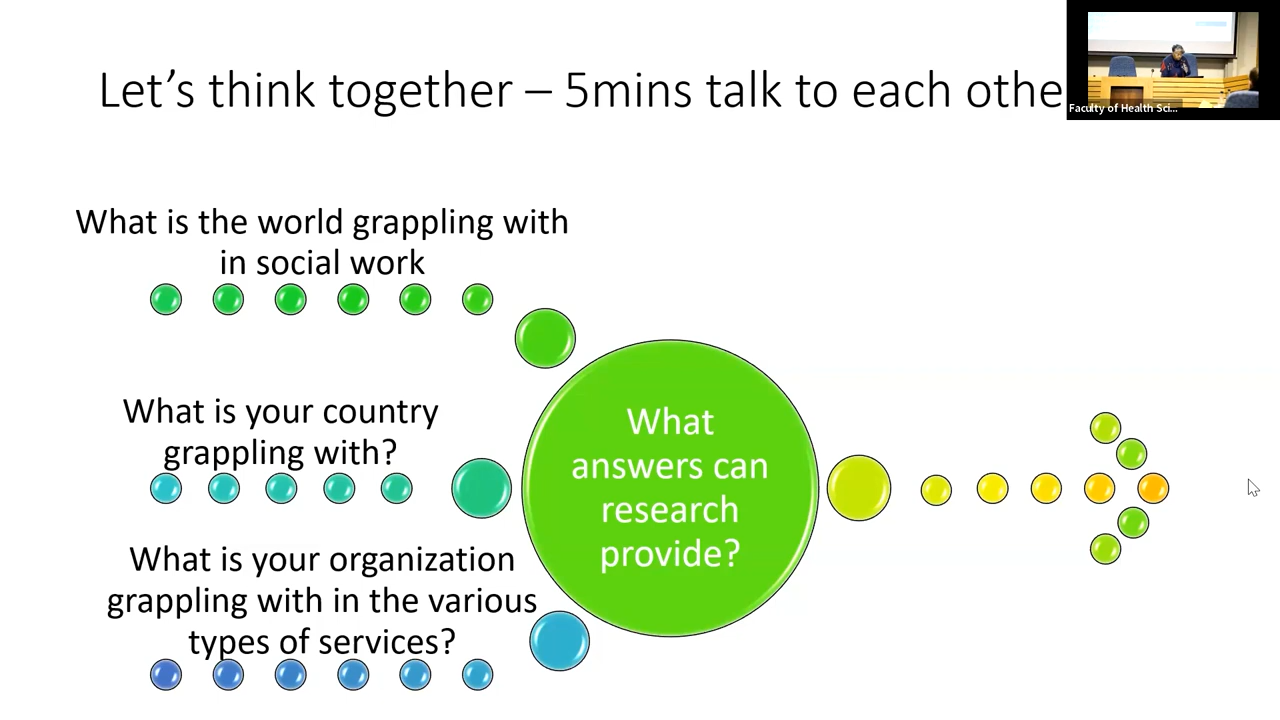 Let's think together – 5mins talk to each othe
Faculty of Health Sci...
What is the world grappling with
in social work
What is your country
grappling with?
What is your organization
grappling with in the various
types of services?
What
answers can
research
provide?